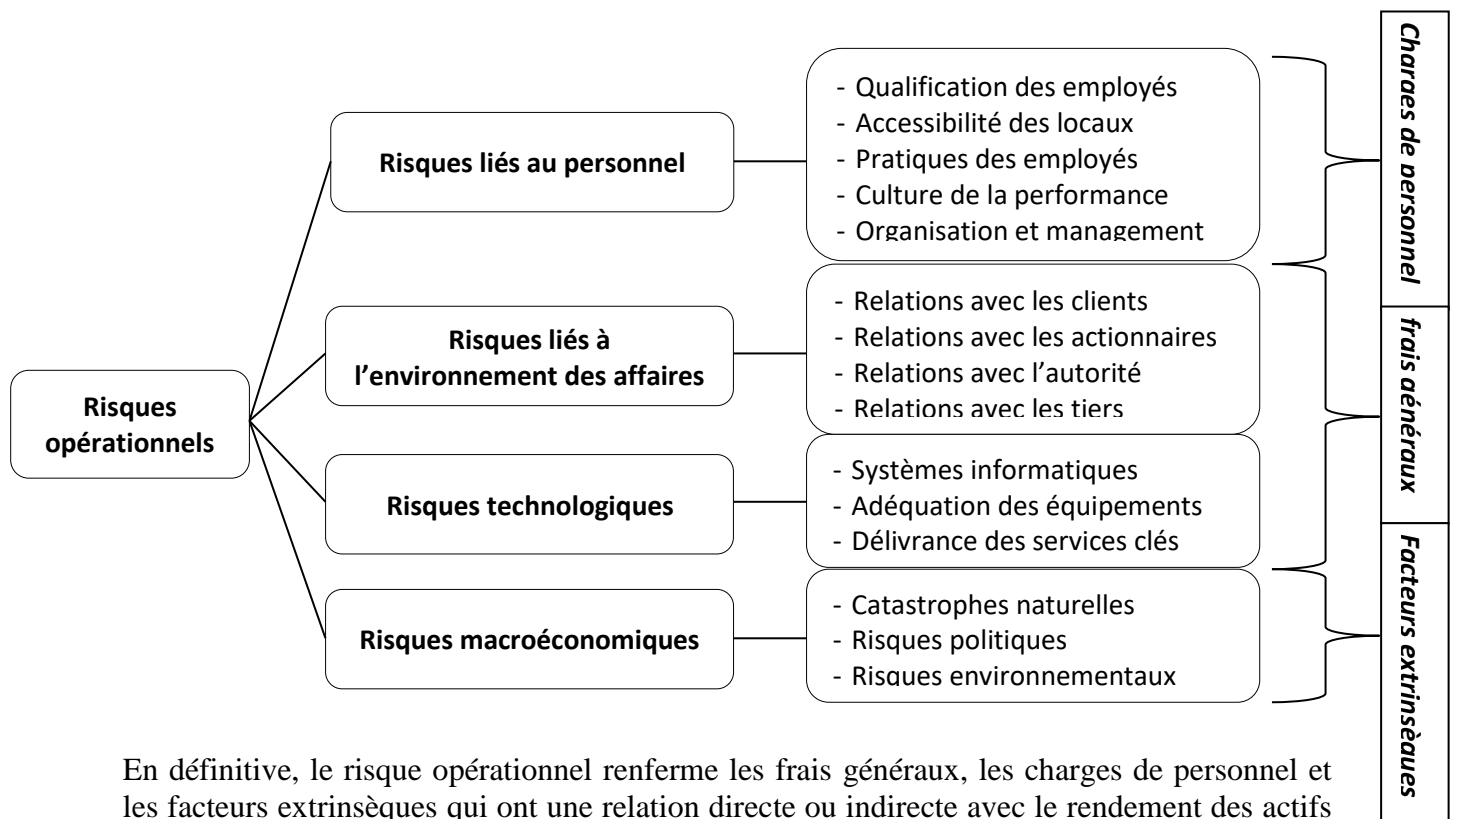 Risques
opérationnels
Risques liés au personnel
- Qualification des employés
- Accessibilité des locaux
- Pratiques des employés
- Culture de la performance
- Organisation et management
Risques liés à
l’environnement des affaires
- Relations avec les clients
- Relations avec les actionnaires
- Relations avec l’autorité
- Relations avec les tiers
Risques technologiques
- Systèmes informatiques
- Adéquation des équipements
- Délivrance des services clés
Risques macroéconomiques
- Catastrophes naturelles
- Risques politiques
- Risques environnementaux
Charges de personnel
frais généraux
Facteurs extrinsèques
En définitive, le risque opérationnel renferme les frais généraux, les charges de personnel et
les facteurs extrinsèques qui ont une relation directe ou indirecte avec le rendement des actifs